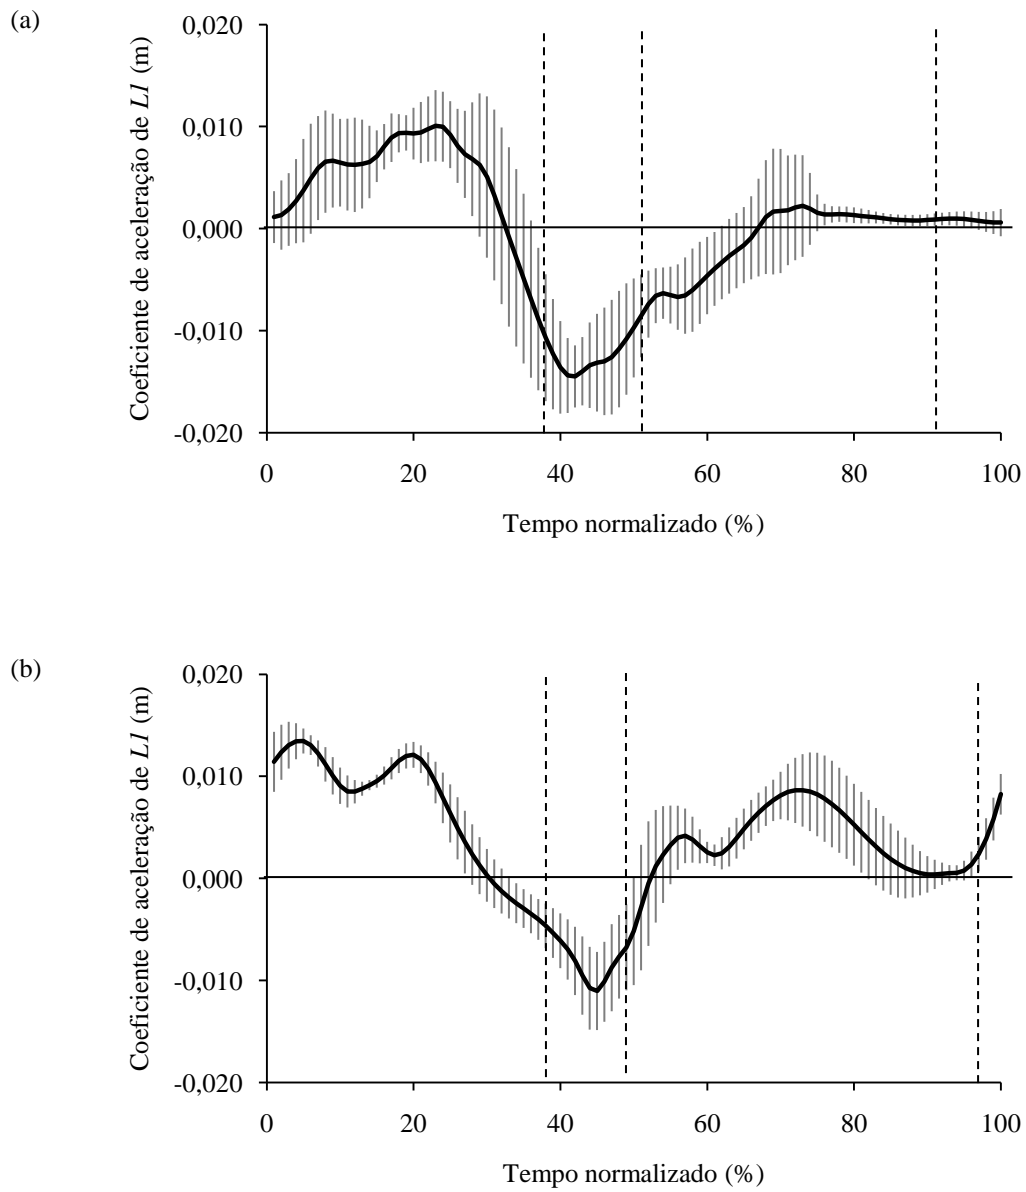 (a)
Coeficiente de aceleração de L1 (m)
0,020
0,010
0,000
-0,010
-0,020
0 20 40 60 80 100
Tempo normalizado (%)
(b)
Coeficiente de aceleração de L1 (m)
0,020
0,010
0,000
-0,010
-0,020
0 20 40 60 80 100
Tempo normalizado (%)